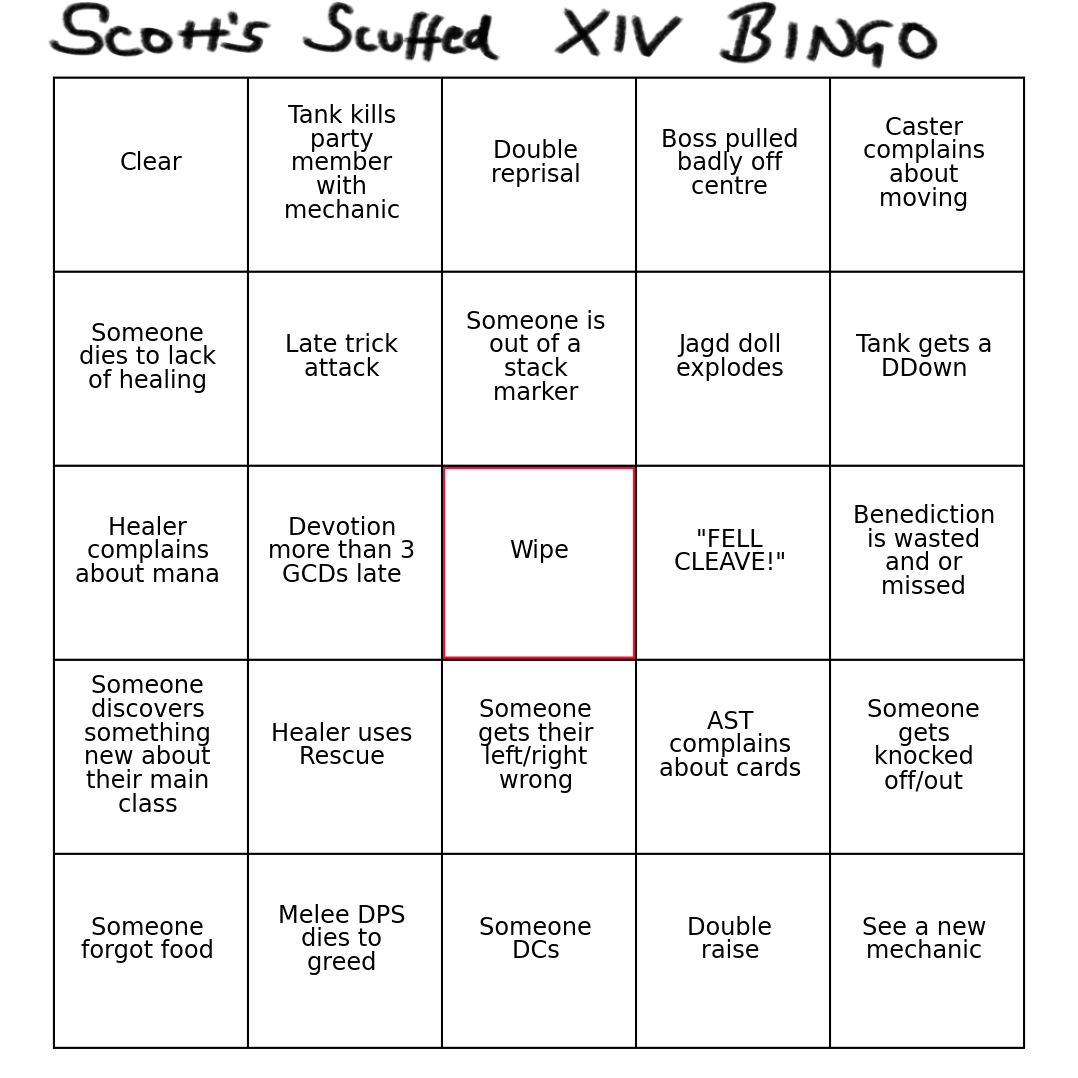 Scott's Scuffed XIV BINGO
Clear
Tank kills
party
member
with
mechanic
Double
reprisal
Boss pulled
badly off
centre
Caster
complains
about
moving
Someone
dies to lack
of healing
Late trick
attack
Someone is
out of a
stack
marker
Jagd doll
explodes
Tank gets a
DDown
Healer
complains
about mana
Devotion
more than 3
GCDs late
Wipe
"FELL
CLEAVE!"
Benediction
is wasted
and or
missed
Someone
discovers
something
new about
their main
class
Healer uses
Rescue
Someone
gets their
left/right
wrong
AST
complains
about cards
Someone
gets
knocked
off/out
Someone
forgot food
Melee DPS
dies to
greed
Someone
DCs
Double
raise
See a new
mechanic